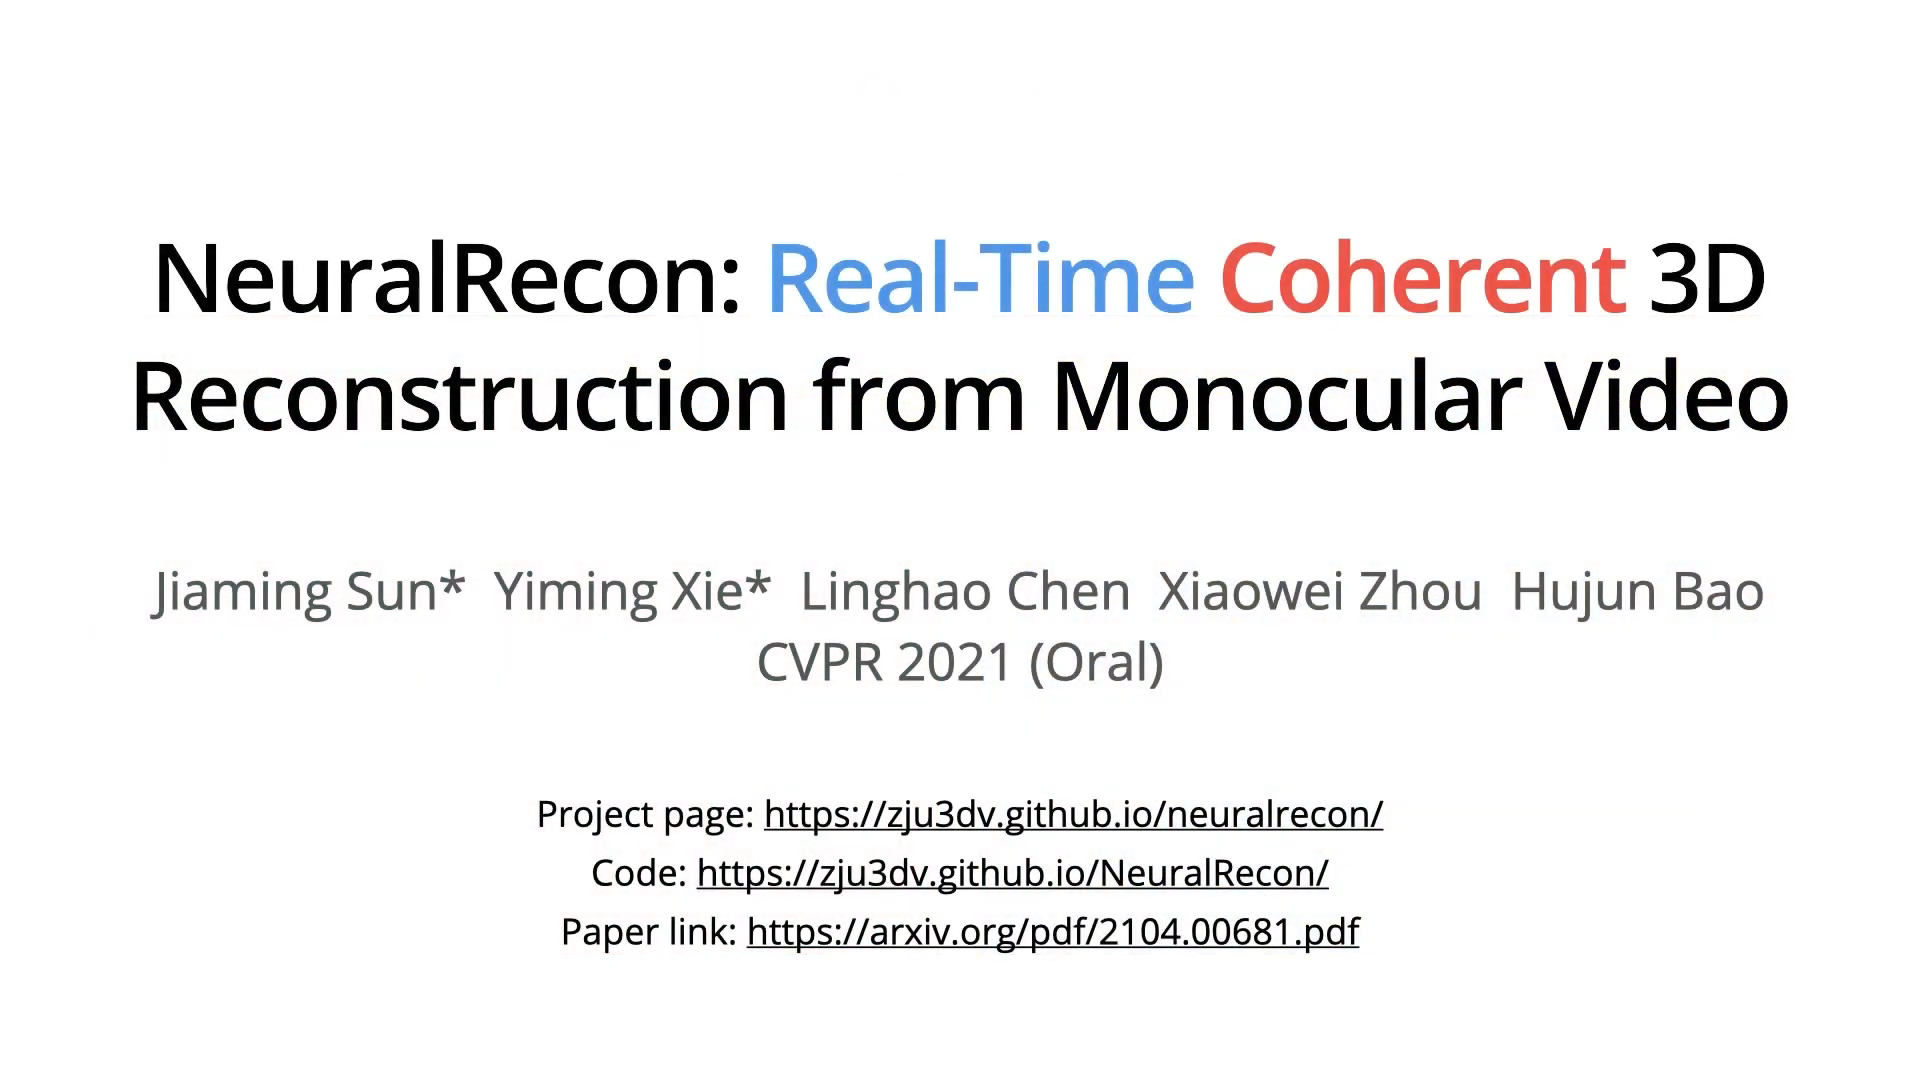 NeuralRecon: Real-Time Coherent 3D
Reconstruction from Monocular Video
Jiaming Sun* Yiming Xie* Linghao Chen Xiaowei Zhou Hujun Bao
CVPR 2021 (Oral)
Project page: https://zju3dv.github.io/neuralrecon/
Code: https://zju3dv.github.io/NeuralRecon/
Paper link: https://arxiv.org/pdf/2104.00681.pdf